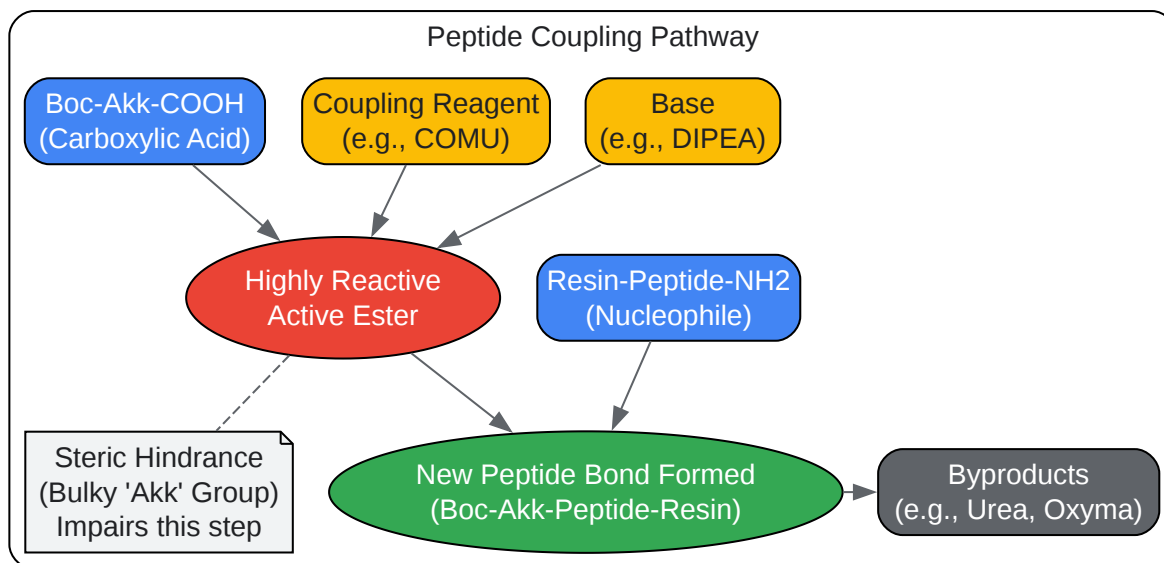 Peptide Coupling Pathway
Boc-Akk-COOH
(Carboxylic Acid)
Coupling Reagent
(e.g., COMU)
Base
(e.g., DIPEA)
Highly Reactive
Active Ester
Resin-Peptide-NH2
(Nucleophile)
Steric Hindrance
(Bulky 'Akk' Group)
Impairs this step
New Peptide Bond Formed
(Boc-Akk-Peptide-Resin)
Byproducts
(e.g., Urea, Oxyma)